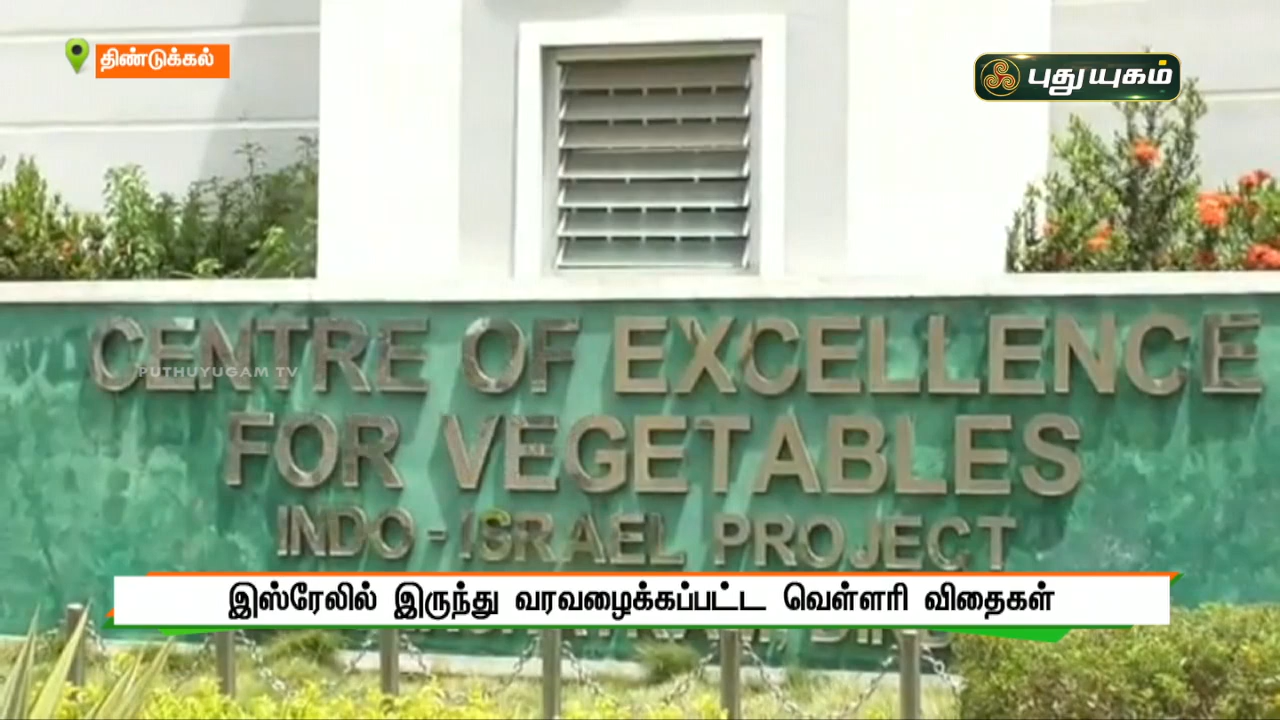 திண்டுக்கல்
புதுயுகம்
CENTRE OF EXCELLENCE
PUTHUYUGAM TV
FOR VEGETABLES
INDO - ISRAEL PROJECT
இஸ்ரேலில் இருந்து வரவழைக்கப்பட்ட வெள்ளரி விதைகள்